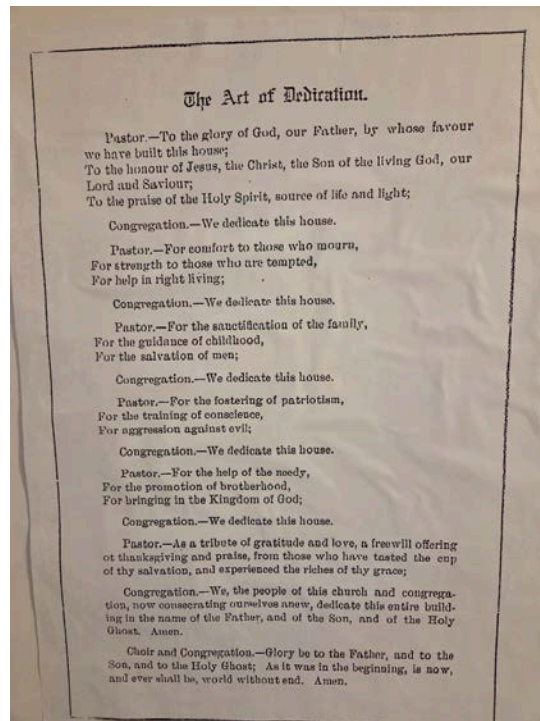 The Art of Dedication.
Pastor.—To the glory of God, our Father, by whose favour
we have built this house;
To the honour of Jesus, the Christ, the Son of the living God, our
Lord and Saviour;
To the praise of the Holy Spirit, source of life and light;
Congregation.—We dedicate this house.
Pastor.—For comfort to those who mourn,
For strength to those who are tempted,
For help in right living;
Congregation.—We dedicate this house.
Pastor.—For the sanctification of the family,
For the guidance of childhood,
For the salvation of men;
Congregation.—We dedicate this house.
Pastor.—For the fostering of patriotism,
For the training of conscience,
For aggression against evil;
Congregation.—We dedicate this house.
Pastor.—For the help of the needy,
For the promotion of brotherhood,
For bringing in the Kingdom of God;
Congregation.—We dedicate this house.
Pastor.—As a tribute of gratitude and love, a freewill offering
ot thanksgiving and praise, from those who have tasted the cup
of thy salvation, and experienced the riches of thy grace;
Congregation.—We, the people of this church and congrega-
tion, now consecrating ourselves anew, dedicate this entire build-
ing in the name of the Father, and of the Son, and of the Holy
Ghost. Amen.
Choir and Congregation.—Glory be to the Father, and to the
Son, and to the Holy Ghost; As it was in the beginning, is now,
and ever shall be, world without end. Amen.